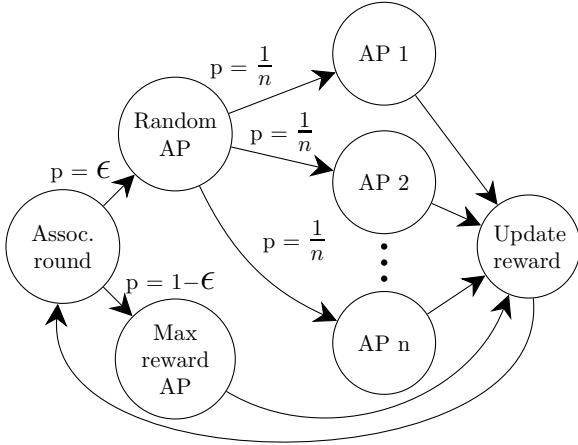 AP 1
p = 1/n
Random
AP
p = 1/n
p = ϵ
AP 2
Assoc.
round
p = 1/n
Update
reward
p = 1−ϵ
Max
reward
AP
AP n